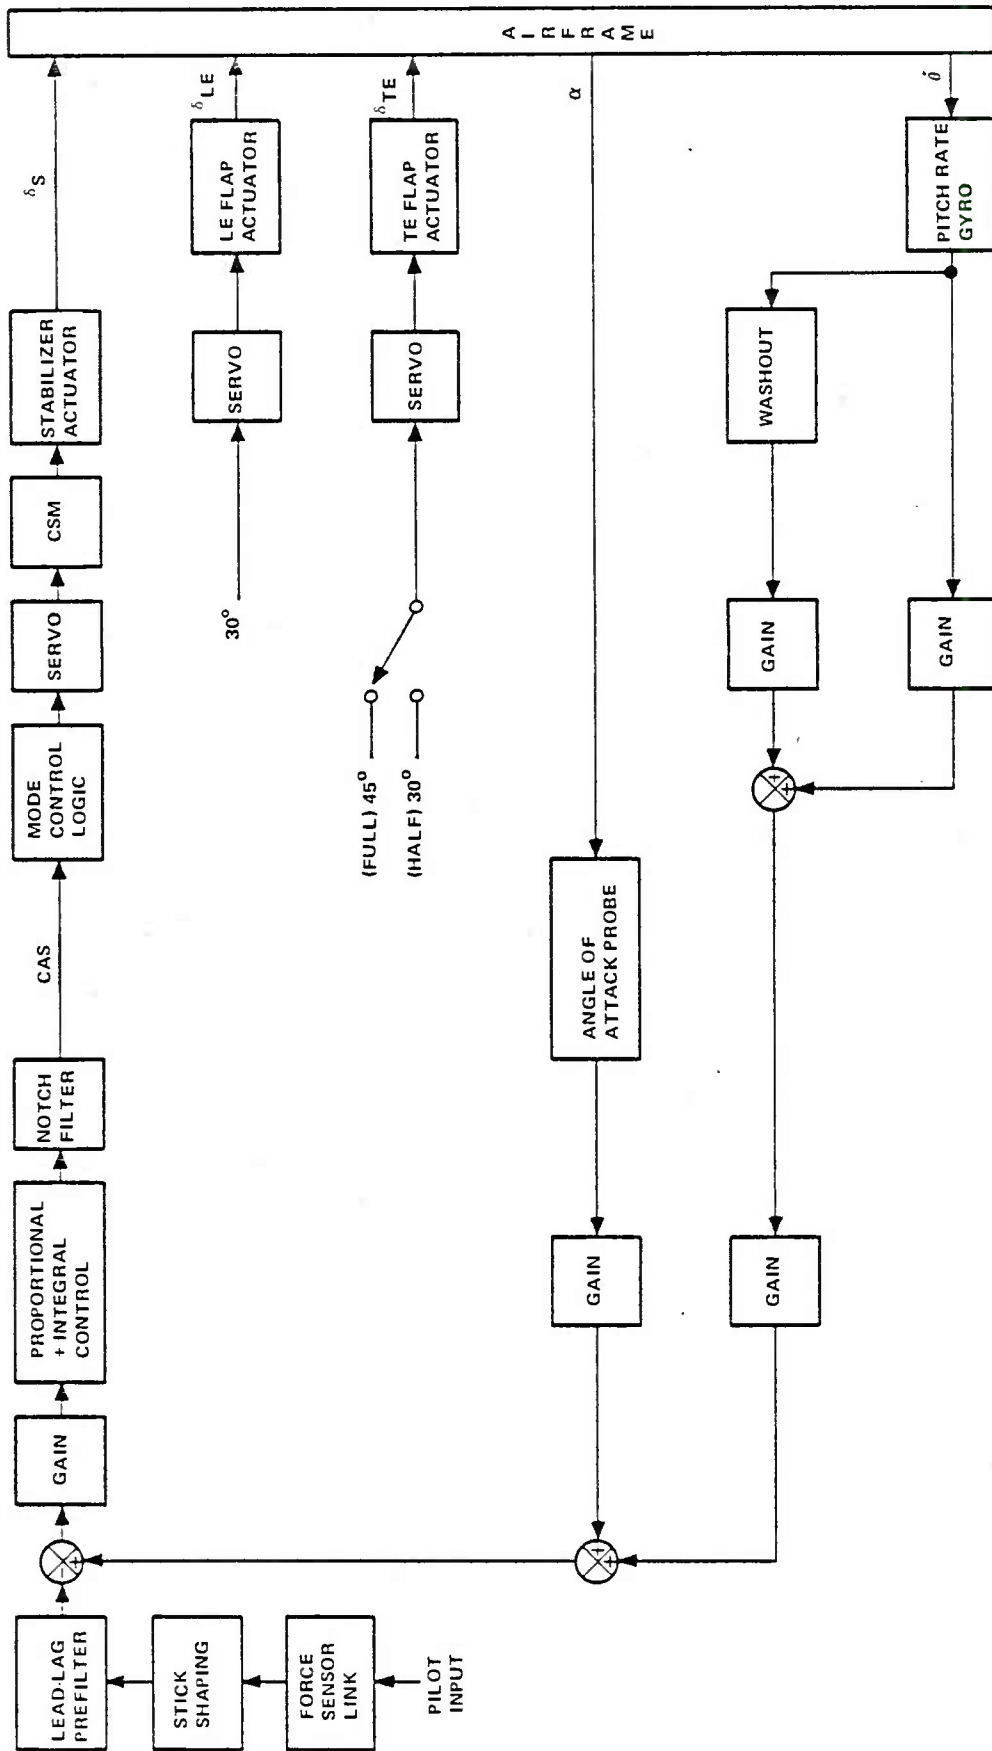 LEAD-LAG
PREFILTER
STICK
SHAPING
FORCE
SENSOR
LINK
PILOT
INPUT
-
+
GAIN
PROPORTIONAL
+ INTEGRAL
CONTROL
NOTCH
FILTER
CAS
MODE
CONTROL
LOGIC
SERVO
CSM
STABILIZER
ACTUATOR
δS
30°
SERVO
LE FLAP
ACTUATOR
δLE
(FULL) 45°
(HALF) 30°
SERVO
TE FLAP
ACTUATOR
δTE
AIRFRAME
α
ANGLE OF
ATTACK PROBE
GAIN
+
+
θ̇
PITCH RATE
GYRO
WASHOUT
GAIN
GAIN
+
+
GAIN